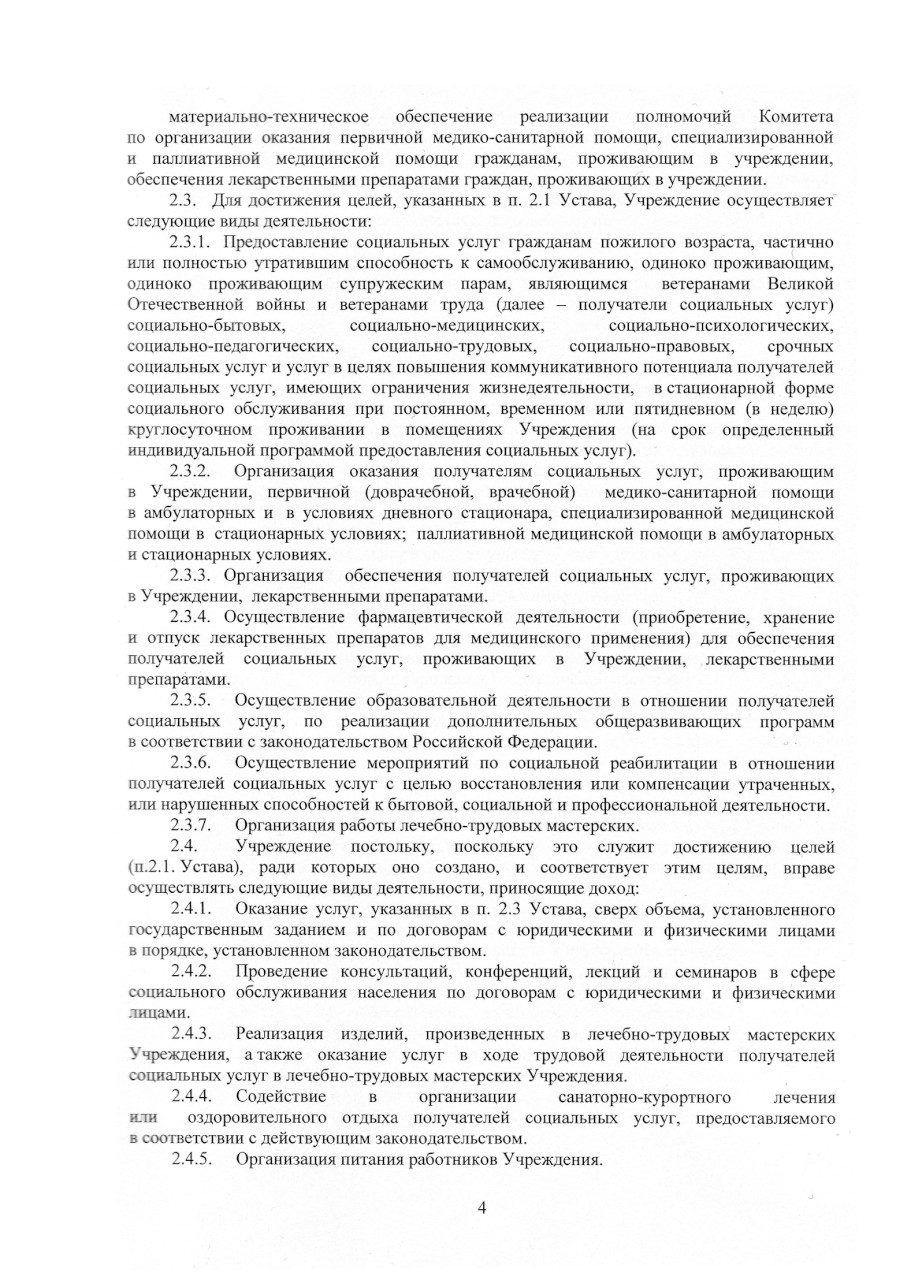 материально-техническое обеспечение реализации полномочий Комитета
по организации оказания первичной медико-санитарной помощи, специализированной
и паллиативной медицинской помощи гражданам, проживающим в учреждении,
обеспечения лекарственными препаратами граждан, проживающих в учреждении.
2.3. Для достижения целей, указанных в п. 2.1 Устава, Учреждение осуществляет
следующие виды деятельности:
2.3.1. Предоставление социальных услуг гражданам пожилого возраста, частично
или полностью утратившим способность к самообслуживанию, одиноко проживающим,
одиноко проживающим супружеским парам, являющимся ветеранами Великой
Отечественной войны и ветеранами труда (далее – получатели социальных услуг)
социально-бытовых, социально-медицинских, социально-психологических,
социально-педагогических, социально-трудовых, социально-правовых, срочных
социальных услуг и услуг в целях повышения коммуникативного потенциала получателей
социальных услуг, имеющих ограничения жизнедеятельности, в стационарной форме
социального обслуживания при постоянном, временном или пятидневном (в неделю)
круглосуточном проживании в помещениях Учреждения (на срок определенный
индивидуальной программой предоставления социальных услуг).
2.3.2. Организация оказания получателям социальных услуг, проживающим
в Учреждении, первичной (доврачебной, врачебной) медико-санитарной помощи
в амбулаторных и в условиях дневного стационара, специализированной медицинской
помощи в стационарных условиях; паллиативной медицинской помощи в амбулаторных
и стационарных условиях.
2.3.3. Организация обеспечения получателей социальных услуг, проживающих
в Учреждении, лекарственными препаратами.
2.3.4. Осуществление фармацевтической деятельности (приобретение, хранение
и отпуск лекарственных препаратов для медицинского применения) для обеспечения
получателей социальных услуг, проживающих в Учреждении, лекарственными
препаратами.
2.3.5. Осуществление образовательной деятельности в отношении получателей
социальных услуг, по реализации дополнительных общеразвивающих программ
в соответствии с законодательством Российской Федерации.
2.3.6. Осуществление мероприятий по социальной реабилитации в отношении
получателей социальных услуг с целью восстановления или компенсации утраченных,
или нарушенных способностей к бытовой, социальной и профессиональной деятельности.
2.3.7. Организация работы лечебно-трудовых мастерских.
2.4. Учреждение постольку, поскольку это служит достижению целей
(п.2.1. Устава), ради которых оно создано, и соответствует этим целям, вправе
осуществлять следующие виды деятельности, приносящие доход:
2.4.1. Оказание услуг, указанных в п. 2.3 Устава, сверх объема, установленного
государственным заданием и по договорам с юридическими и физическими лицами
в порядке, установленном законодательством.
2.4.2. Проведение консультаций, конференций, лекций и семинаров в сфере
социального обслуживания населения по договорам с юридическими и физическими
лицами.
2.4.3. Реализация изделий, произведенных в лечебно-трудовых мастерских
Учреждения, а также оказание услуг в ходе трудовой деятельности получателей
социальных услуг в лечебно-трудовых мастерских Учреждения.
2.4.4. Содействие в организации санаторно-курортного лечения
или оздоровительного отдыха получателей социальных услуг, предоставляемого
в соответствии с действующим законодательством.
2.4.5. Организация питания работников Учреждения.
4